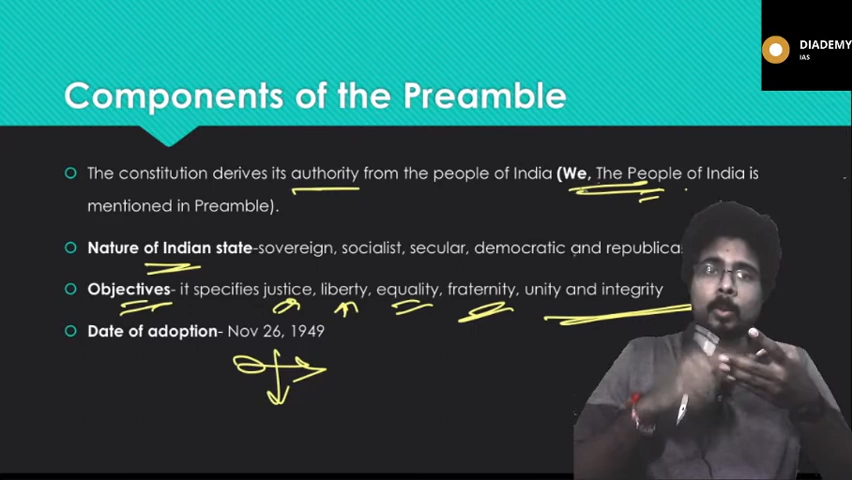 DIADEMY
IAS
Components of the Preamble
The constitution derives its authority from the people of India (We, The People of India is
mentioned in Preamble).
Nature of Indian state-sovereign, socialist, secular, democratic and republica
Objectives- it specifies justice, liberty, equality, fraternity, unity and integrity
Date of adoption- Nov 26, 1949